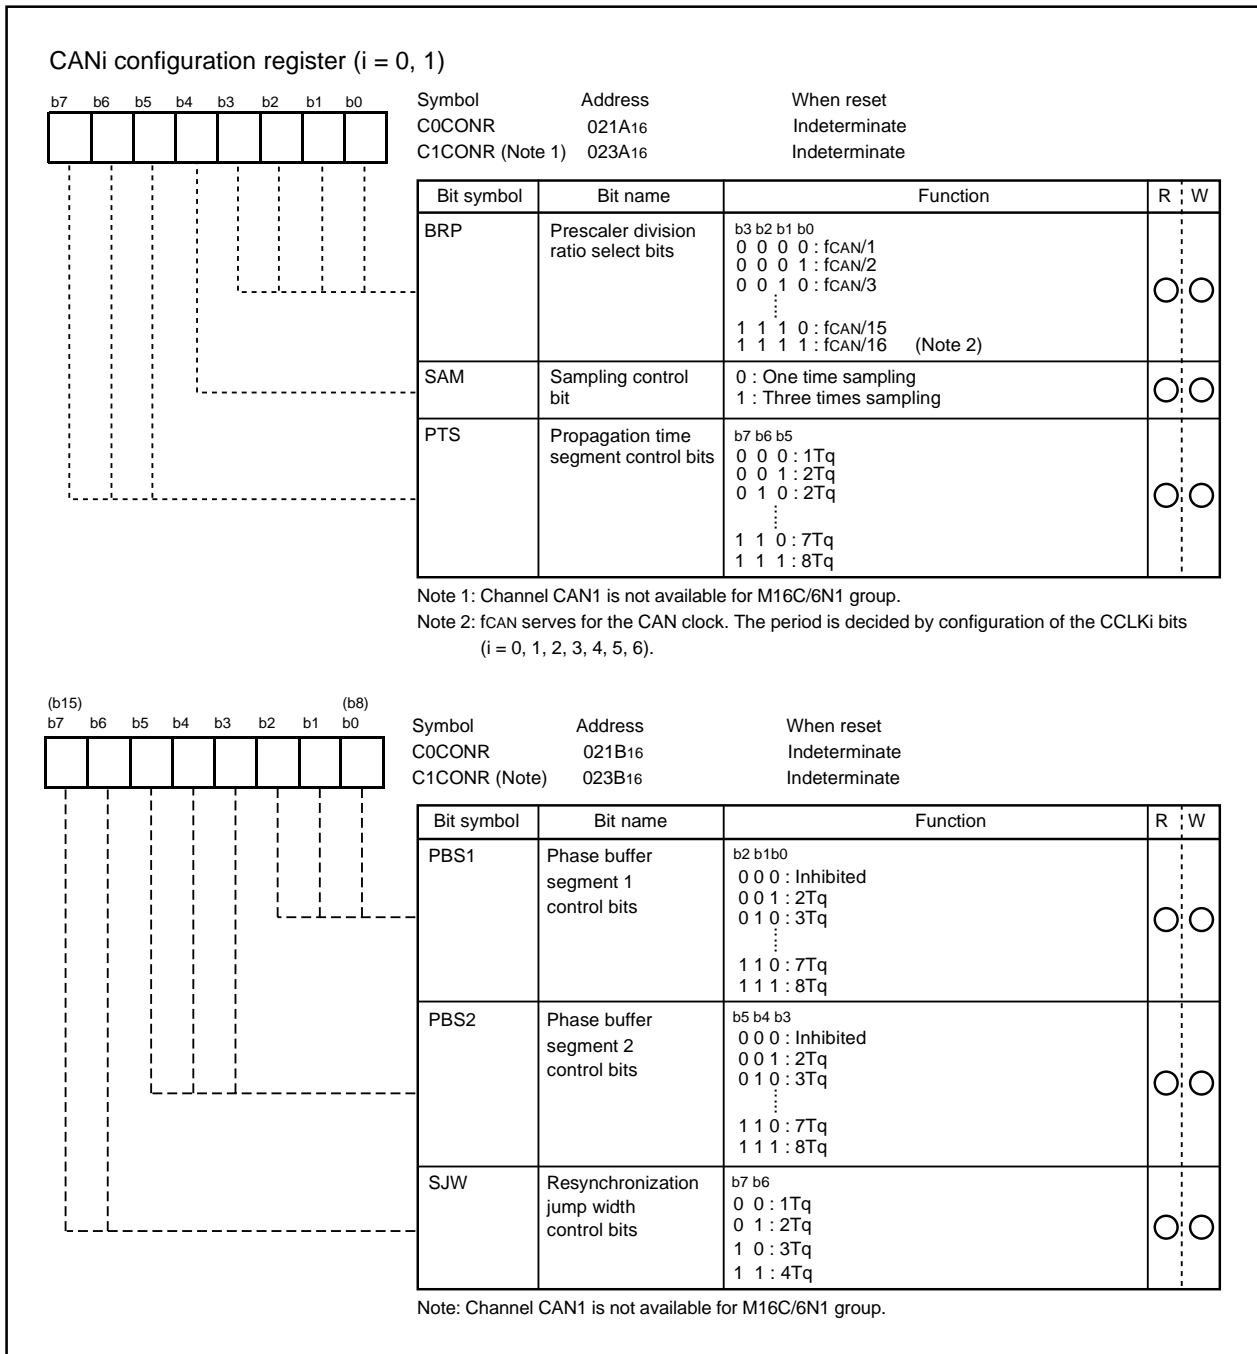 CANi configuration register (i = 0, 1)
b7 b6 b5 b4 b3 b2 b1 b0
Symbol Address When reset
C0CONR 021A16 Indeterminate
C1CONR (Note 1) 023A16 Indeterminate
Bit symbol Bit name Function R W
BRP Prescaler division ratio select bits
b3 b2 b1 b0
0 0 0 0 : fCAN/1
0 0 0 1 : fCAN/2
0 0 1 0 : fCAN/3
1 1 1 0 : fCAN/15
1 1 1 1 : fCAN/16 (Note 2)
SAM Sampling control bit
0 : One time sampling
1 : Three times sampling
PTS Propagation time segment control bits
b7 b6 b5
0 0 0 : 1Tq
0 0 1 : 2Tq
0 1 0 : 2Tq
1 1 0 : 7Tq
1 1 1 : 8Tq
Note 1: Channel CAN1 is not available for M16C/6N1 group.
Note 2: fCAN serves for the CAN clock. The period is decided by configuration of the CCLKi bits
(i = 0, 1, 2, 3, 4, 5, 6).
(b15) (b8)
b7 b6 b5 b4 b3 b2 b1 b0
Symbol Address When reset
C0CONR 021B16 Indeterminate
C1CONR (Note) 023B16 Indeterminate
Bit symbol Bit name Function R W
PBS1 Phase buffer segment 1 control bits
b2 b1b0
0 0 0 : Inhibited
0 0 1 : 2Tq
0 1 0 : 3Tq
1 1 0 : 7Tq
1 1 1 : 8Tq
PBS2 Phase buffer segment 2 control bits
b5 b4 b3
0 0 0 : Inhibited
0 0 1 : 2Tq
0 1 0 : 3Tq
1 1 0 : 7Tq
1 1 1 : 8Tq
SJW Resynchronization jump width control bits
b7 b6
0 0 : 1Tq
0 1 : 2Tq
1 0 : 3Tq
1 1 : 4Tq
Note: Channel CAN1 is not available for M16C/6N1 group.